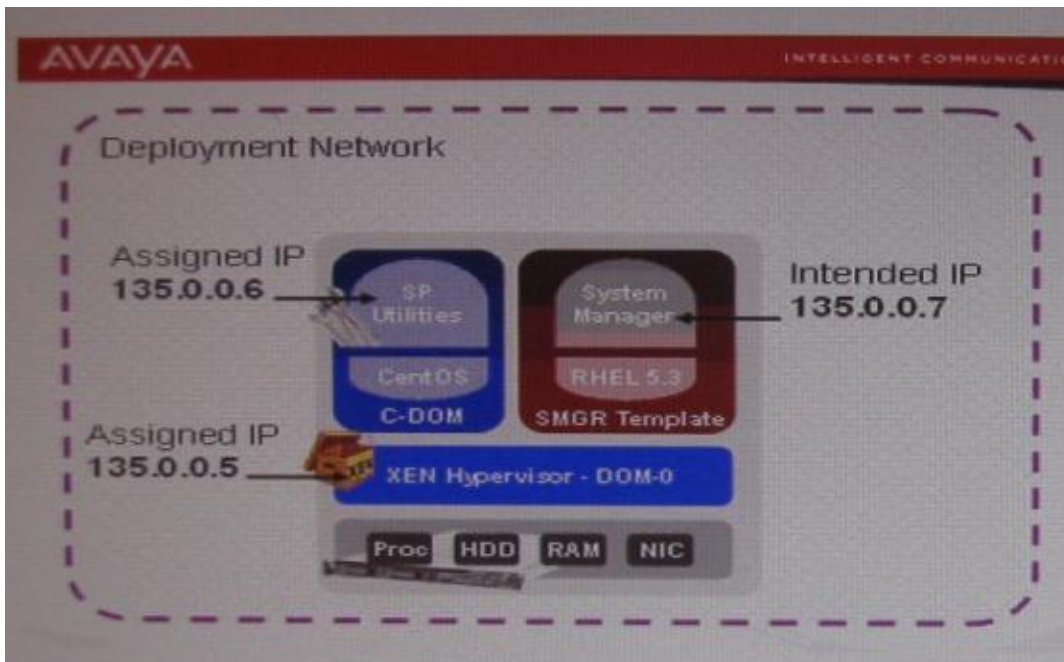 AVAYA
INTELLIGENT COMMUNICATIO
Deployment Network
Assigned IP
135.0.0.6
SP
Utilities
CentOS
C-DOM
System
Manager
RHEL 5.3
SMGR Template
Intended IP
135.0.0.7
Assigned IP
135.0.0.5
XEN
XEN Hypervisor - DOM-0
Proc
HDD
RAM
NIC